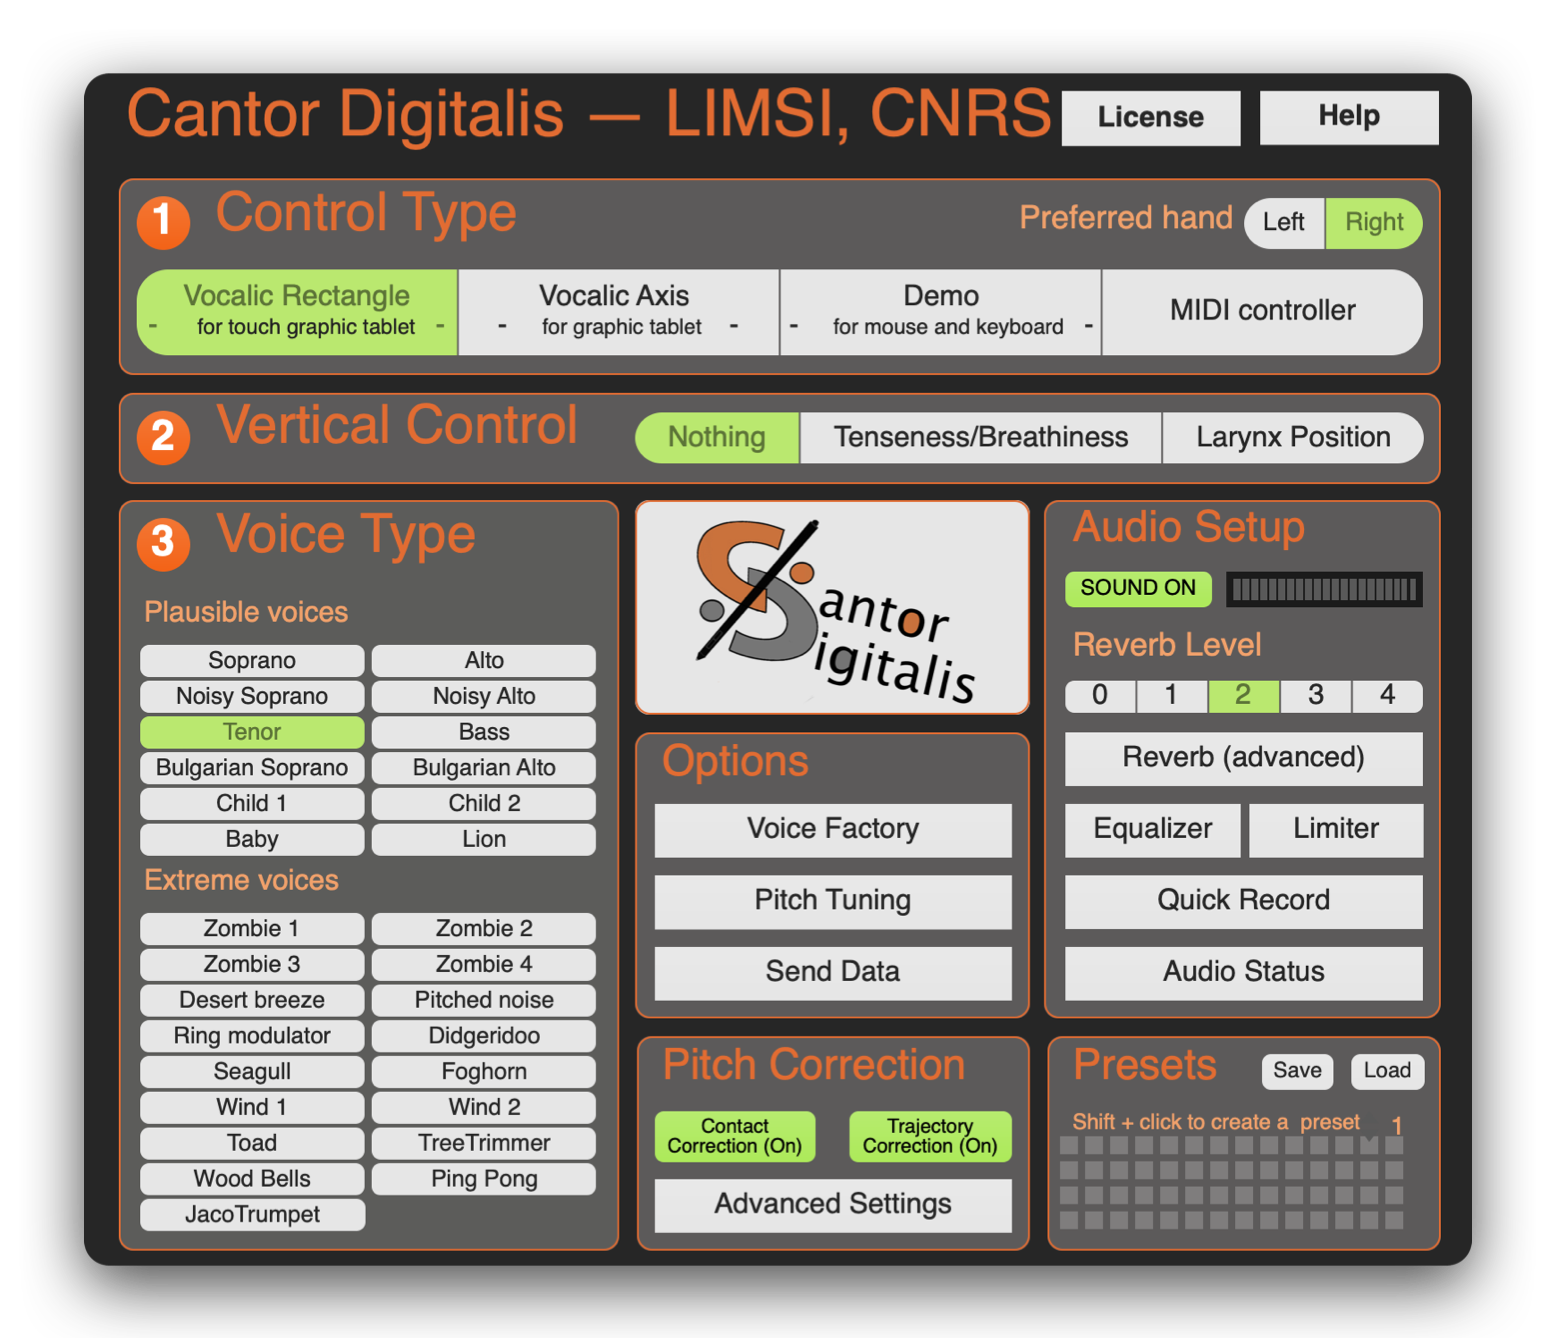 Cantor Digitalis — LIMSI, CNRS
License
Help
1 Control Type
Preferred hand
Left
Right
Vocalic Rectangle
- for touch graphic tablet -
Vocalic Axis
- for graphic tablet -
Demo
- for mouse and keyboard -
MIDI controller
2 Vertical Control
Nothing
Tenseness/Breathiness
Larynx Position
3 Voice Type
Plausible voices
Soprano
Alto
Noisy Soprano
Noisy Alto
Tenor
Bass
Bulgarian Soprano
Bulgarian Alto
Child 1
Child 2
Baby
Lion
Extreme voices
Zombie 1
Zombie 2
Zombie 3
Zombie 4
Desert breeze
Pitched noise
Ring modulator
Didgeridoo
Seagull
Foghorn
Wind 1
Wind 2
Toad
TreeTrimmer
Wood Bells
Ping Pong
JacoTrumpet
Cantor
Digitalis
Options
Voice Factory
Pitch Tuning
Send Data
Pitch Correction
Contact
Correction (On)
Trajectory
Correction (On)
Advanced Settings
Audio Setup
SOUND ON
Reverb Level
0 1 2 3 4
Reverb (advanced)
Equalizer
Limiter
Quick Record
Audio Status
Presets
Save
Load
Shift + click to create a preset 1